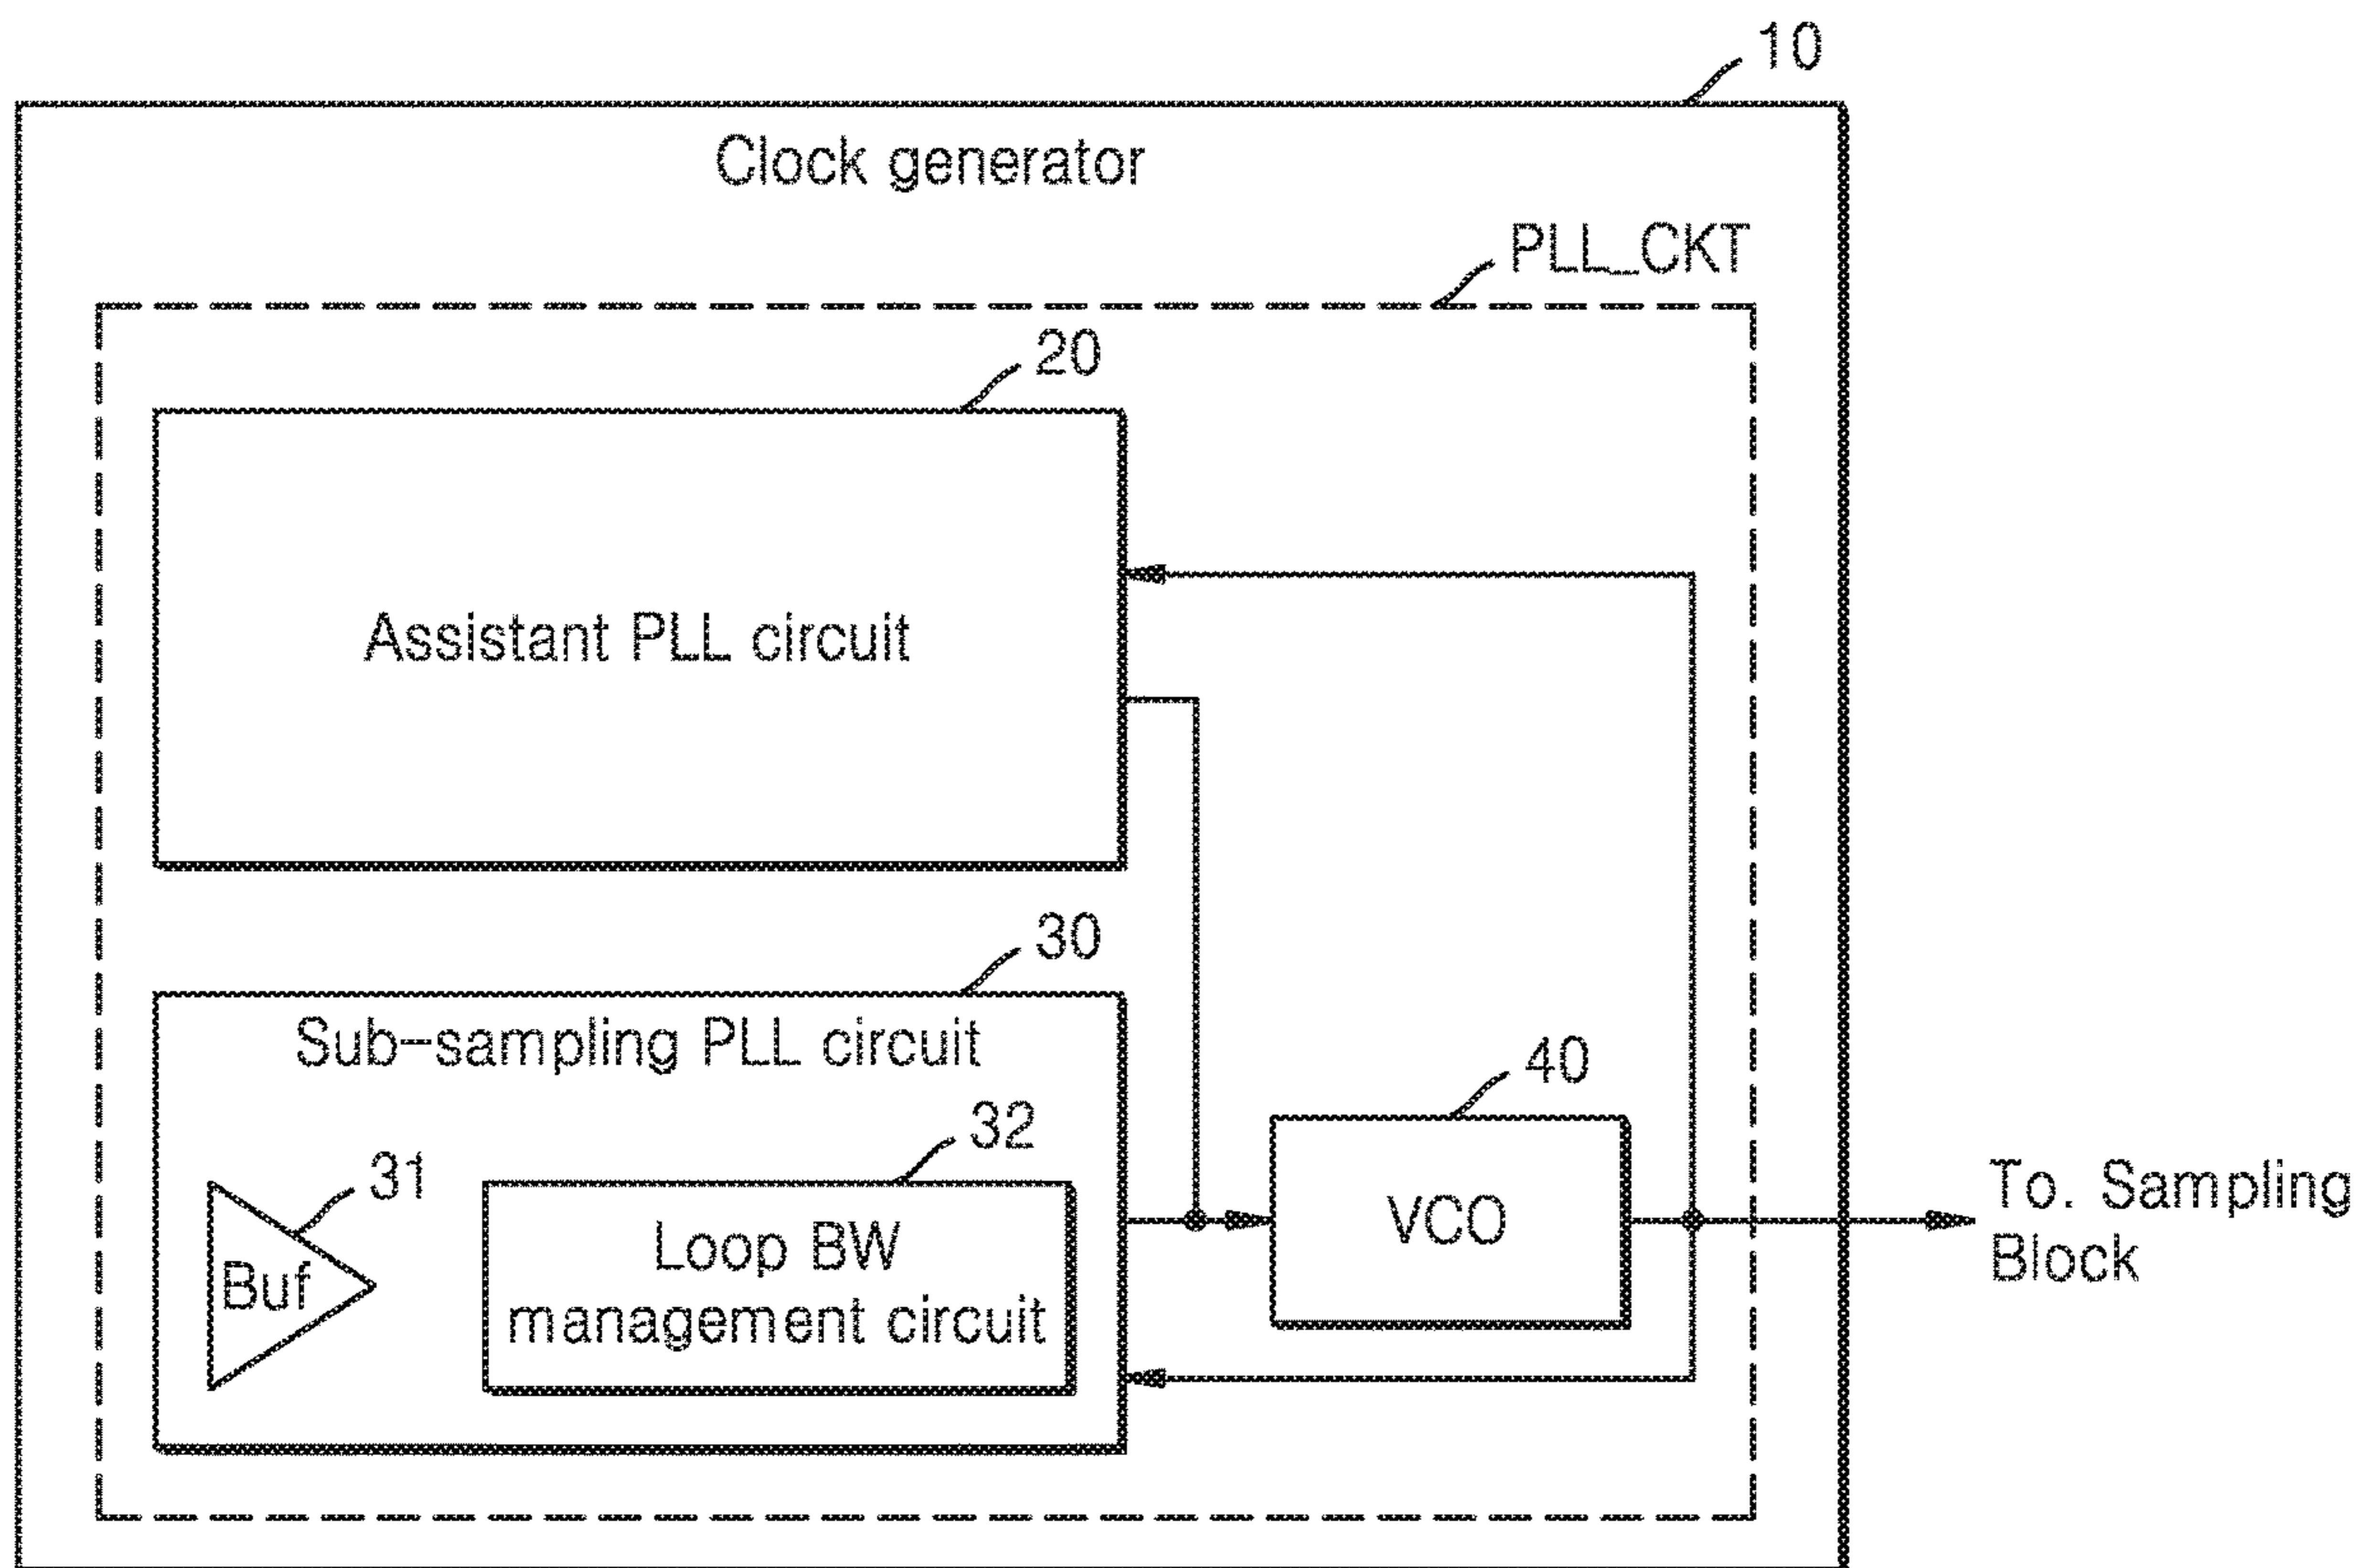 10
Clock generator
PLL_CKT
20
Assistant PLL circuit
30
Sub-sampling PLL circuit
40
32
31
Buf
Loop BW
management circuit
VCO
To. Sampling
Block